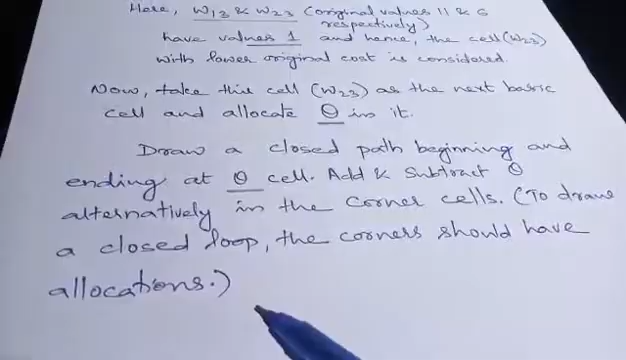 Here, W13 & W23 (original values 11 & 6
respectively)
have values 1 and hence, the cell (W23)
with lower original cost is considered.
Now, take this cell (W23) as the next basic
cell and allocate θ in it.
Draw a closed path beginning and
ending at θ cell. Add & Subtract θ
alternatively in the corner cells. (To draw
a closed loop, the corners should have
allocations.)